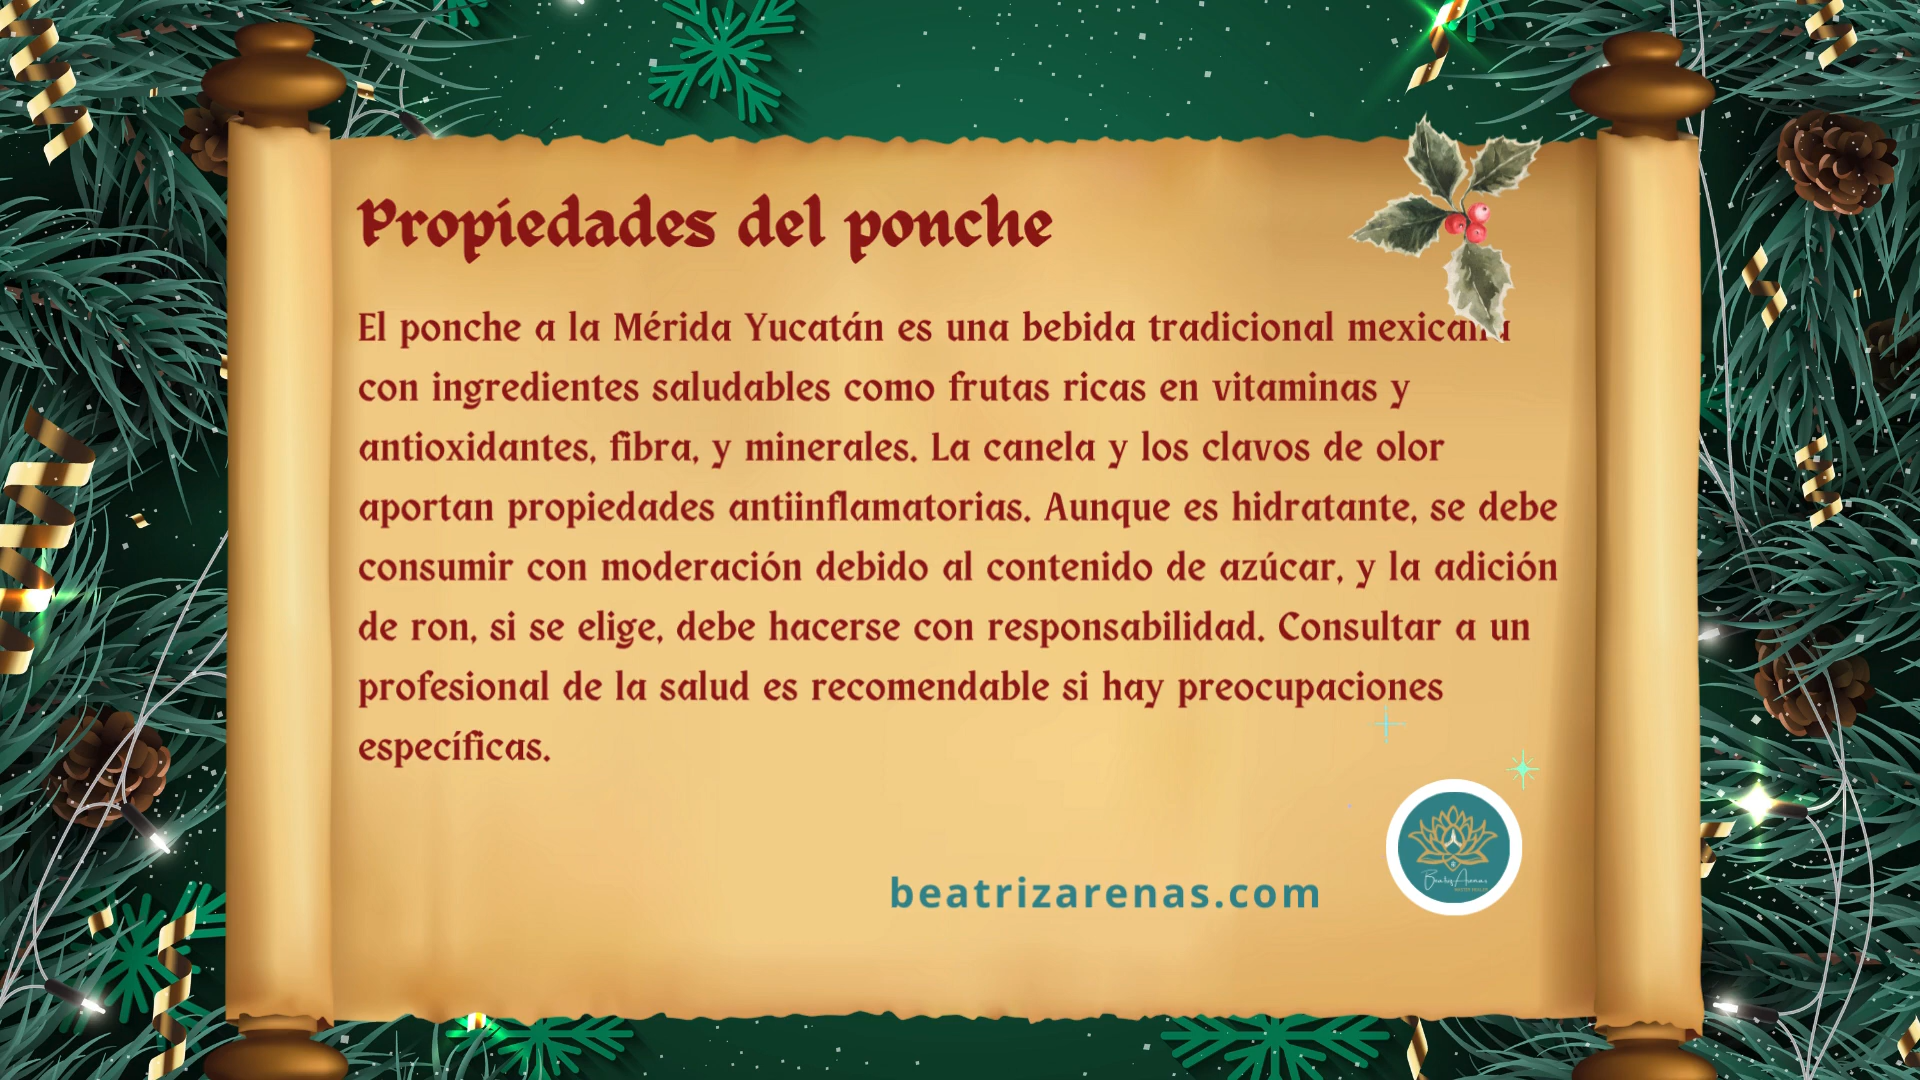 Propiedades del ponche
El ponche a la Mérida Yucatán es una bebida tradicional mexicana
con ingredientes saludables como frutas ricas en vitaminas y
antioxidantes, fibra, y minerales. La canela y los clavos de olor
aportan propiedades antiinflamatorias. Aunque es hidratante, se debe
consumir con moderación debido al contenido de azúcar, y la adición
de ron, si se elige, debe hacerse con responsabilidad. Consultar a un
profesional de la salud es recomendable si hay preocupaciones
específicas.
beatrizarenas.com
Beatriz Arenas